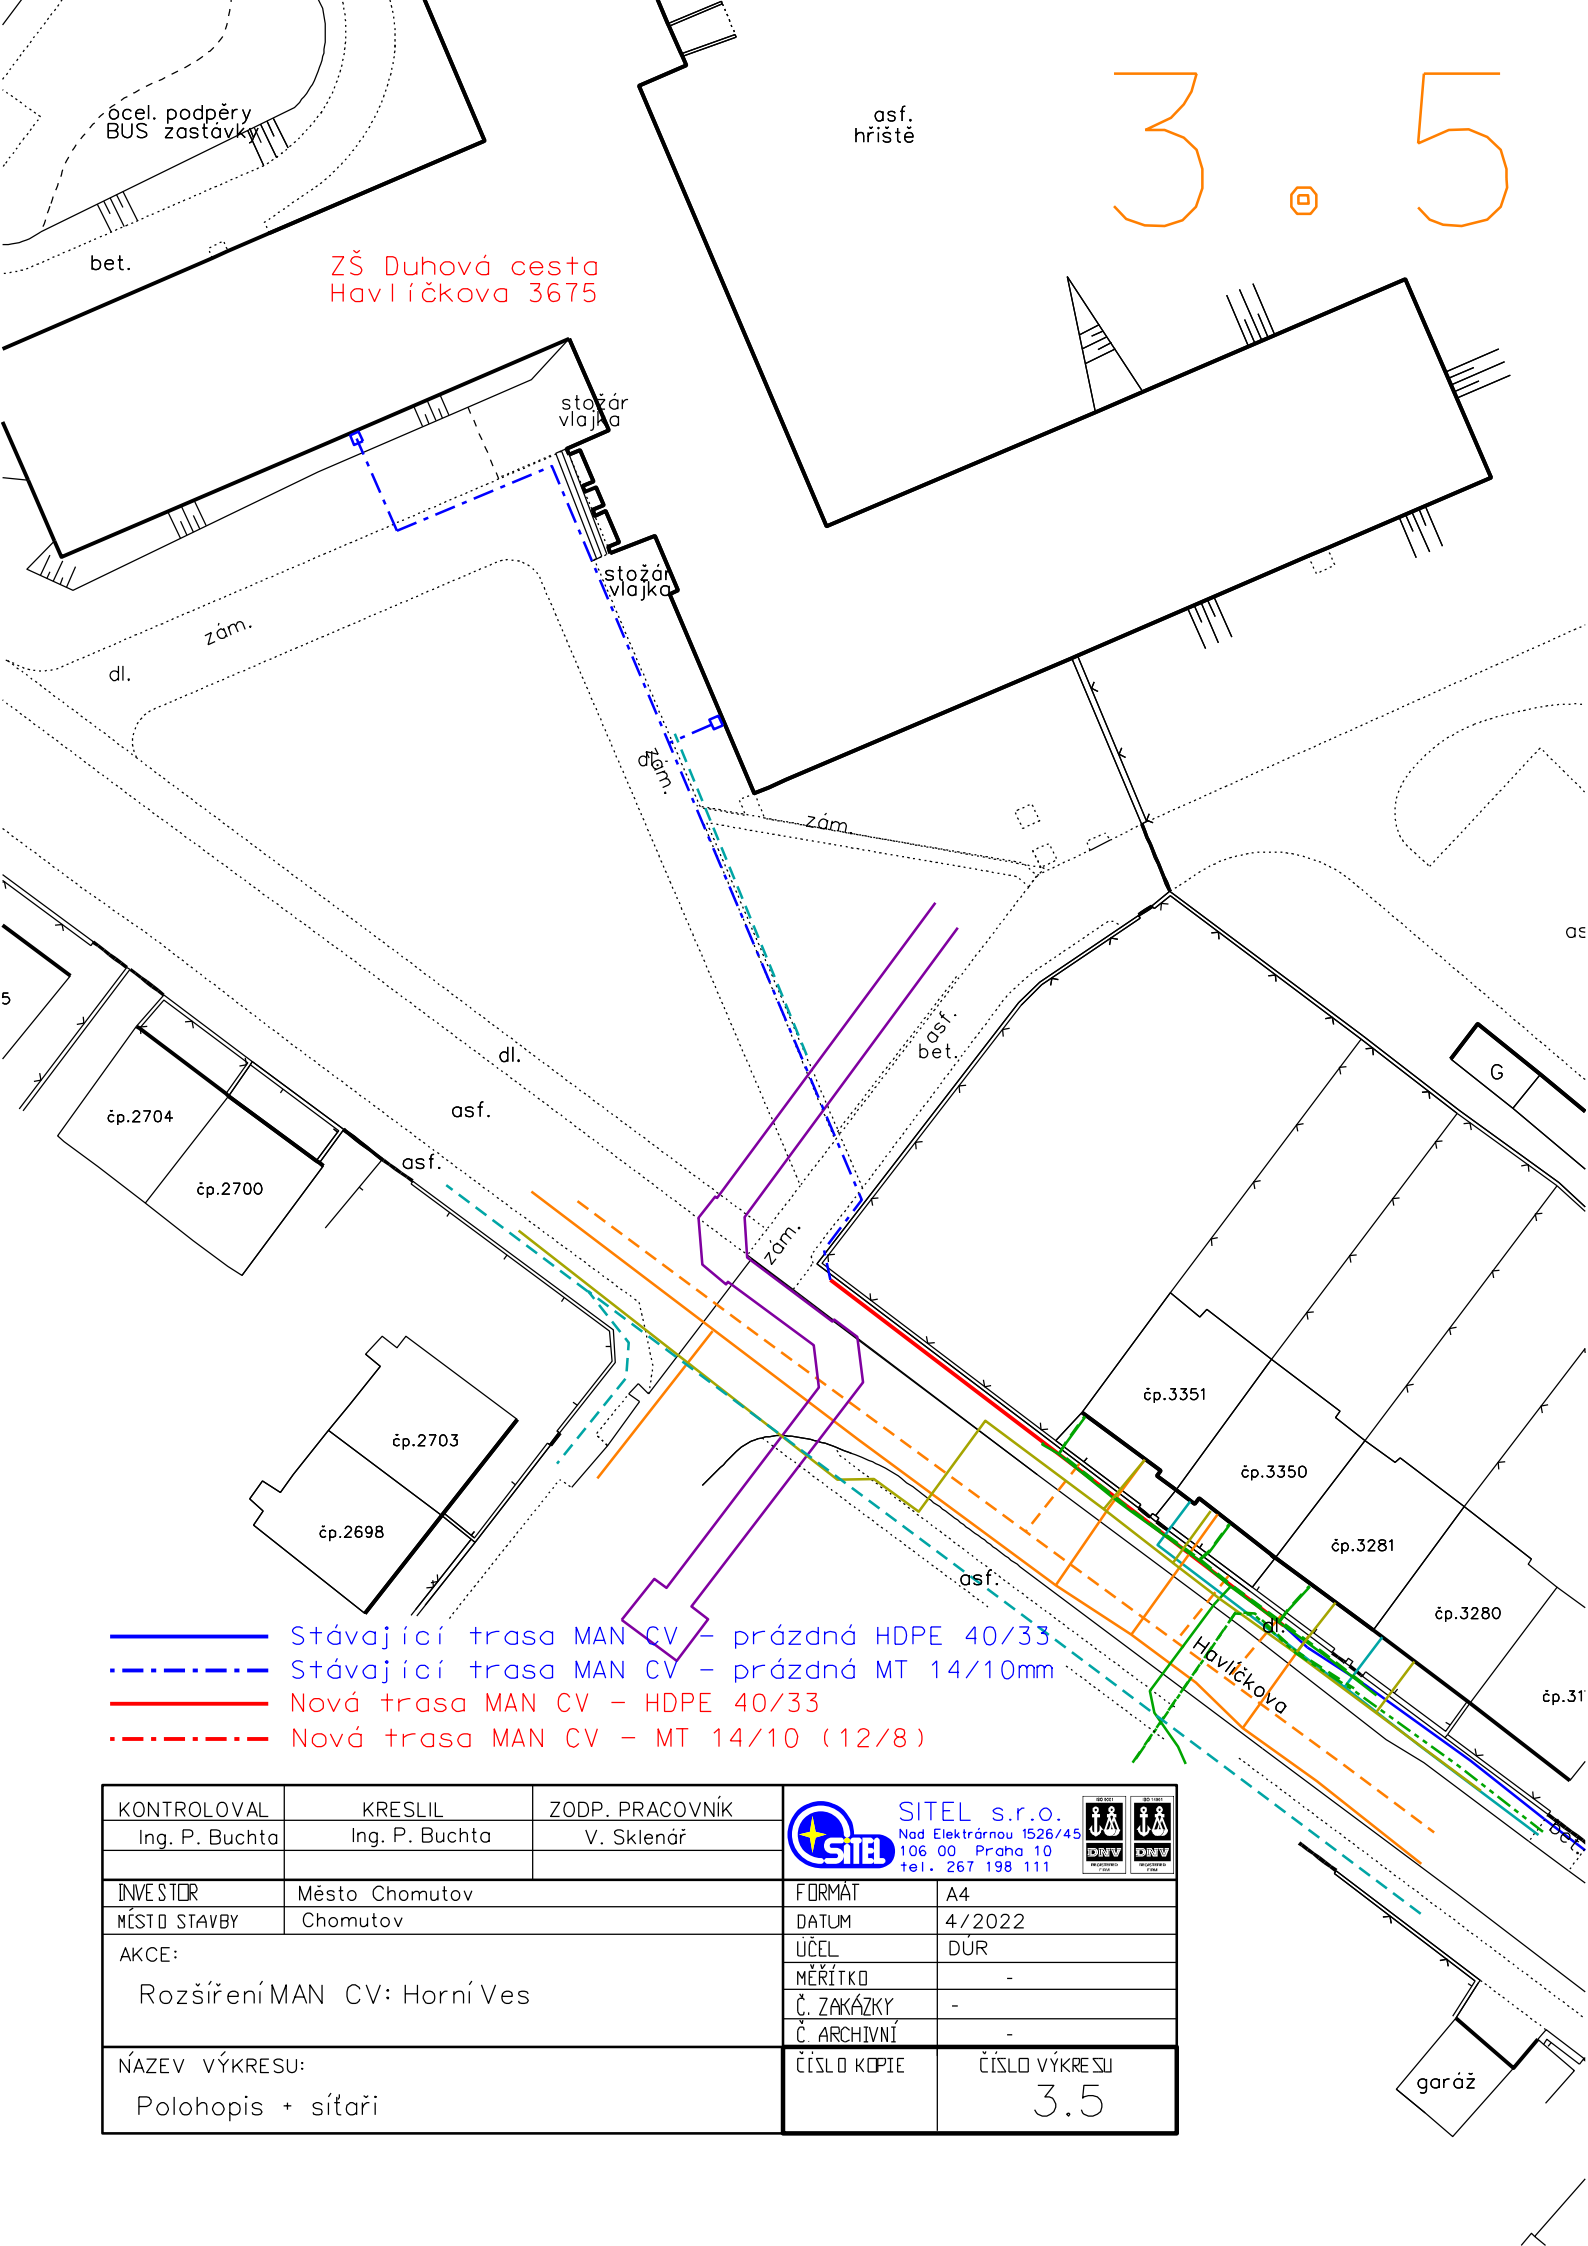 3.5
ocel. podpěry
BUS zastávky
asf.
hřiště
bet.
ZŠ Duhová cesta
Havlíčkova 3675
stožár
vlajka
stožár
vlajka
zám.
dl.
zám.
zám.
asf.
bet.
dl.
asf.
asf.
G
5
čp.2704
čp.2700
zám.
čp.3351
čp.2703
čp.3350
čp.2698
čp.3281
asf.
čp.3280
dl.
Havlíčkova
Stávající trasa MAN CV - prázdná HDPE 40/33
Stávající trasa MAN CV - prázdná MT 14/10mm
Nová trasa MAN CV - HDPE 40/33
Nová trasa MAN CV - MT 14/10 (12/8)
KONTROLOVAL KRESLIL ZODP. PRACOVNÍK
Ing. P. Buchta Ing. P. Buchta V. Sklenář
SITEL
SITEL s.r.o.
Nad Elektrárnou 1526/45
106 00 Praha 10
tel. 267 198 111
DNV DNV
INVESTOR Město Chomutov
MÍSTO STAVBY Chomutov
AKCE:
Rozšíření MAN CV: Horní Ves
FORMÁT A4
DATUM 4/2022
ÚČEL DÚR
MĚŘÍTKO -
Č. ZAKÁZKY -
Č. ARCHIVNÍ -
NÁZEV VÝKRESU:
Polohopis + síťaři
ČÍSLO KOPIE ČÍSLO VÝKRESU
3.5
garáž